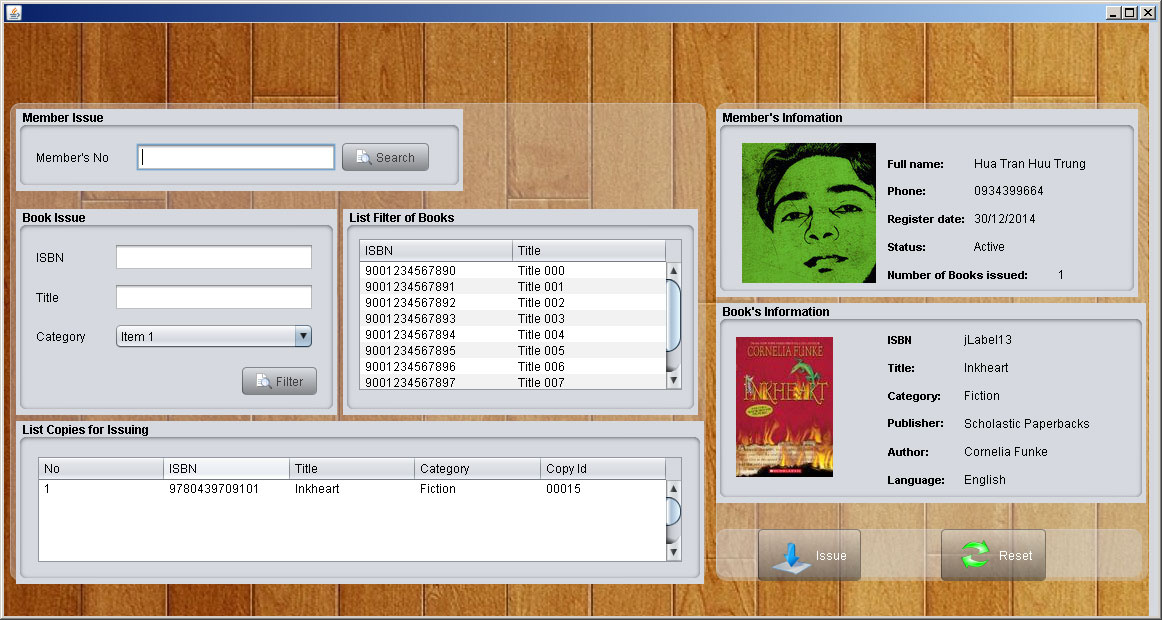 Member Issue
Member's No
Search
Book Issue
ISBN
Title
Category
Item 1
Filter
List Filter of Books
ISBN Title
9001234567890 Title 000
9001234567891 Title 001
9001234567892 Title 002
9001234567893 Title 003
9001234567894 Title 004
9001234567895 Title 005
9001234567896 Title 006
9001234567897 Title 007
List Copies for Issuing
No ISBN Title Category Copy Id
1 9780439709101 Inkheart Fiction 00015
Member's Infomation
Full name: Hua Tran Huu Trung
Phone: 0934399664
Register date: 30/12/2014
Status: Active
Number of Books issued: 1
Book's Information
CORNELIA FUNKE
INKHEART
ISBN jLabel13
Title: Inkheart
Category: Fiction
Publisher: Scholastic Paperbacks
Author: Cornelia Funke
Language: English
Issue
Reset